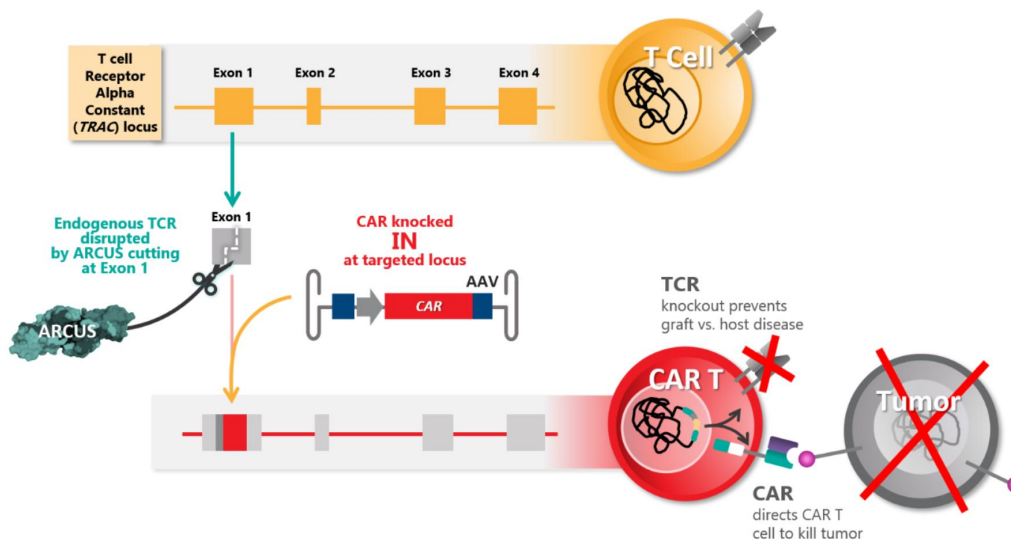 T cell
Receptor
Alpha
Constant
(TRAC) locus
Exon 1
Exon 2
Exon 3
Exon 4
T Cell
Endogenous TCR
disrupted
by ARCUS cutting
at Exon 1
Exon 1
ARCUS
CAR knocked
IN
at targeted locus
AAV
CAR
TCR
knockout prevents
graft vs. host disease
CAR T
Tumor
CAR
directs CAR T
cell to kill tumor